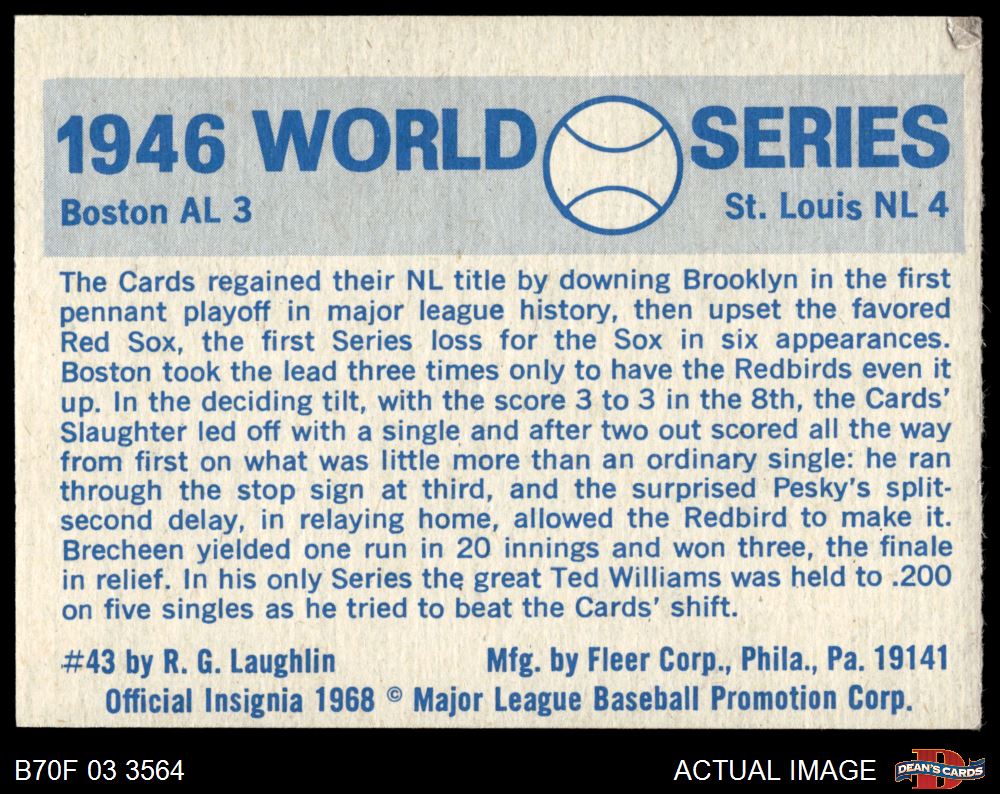 1946 WORLD SERIES
Boston AL 3 St. Louis NL 4
The Cards regained their NL title by downing Brooklyn in the first
pennant playoff in major league history, then upset the favored
Red Sox, the first Series loss for the Sox in six appearances.
Boston took the lead three times only to have the Redbirds even it
up. In the deciding tilt, with the score 3 to 3 in the 8th, the Cards'
Slaughter led off with a single and after two out scored all the way
from first on what was little more than an ordinary single: he ran
through the stop sign at third, and the surprised Pesky's split-
second delay, in relaying home, allowed the Redbird to make it.
Brecheen yielded one run in 20 innings and won three, the finale
in relief. In his only Series the great Ted Williams was held to .200
on five singles as he tried to beat the Cards' shift.
#43 by R. G. Laughlin Mfg. by Fleer Corp., Phila., Pa. 19141
Official Insignia 1968 © Major League Baseball Promotion Corp.
B70F 03 3564 ACTUAL IMAGE D DEAN'S CARDS